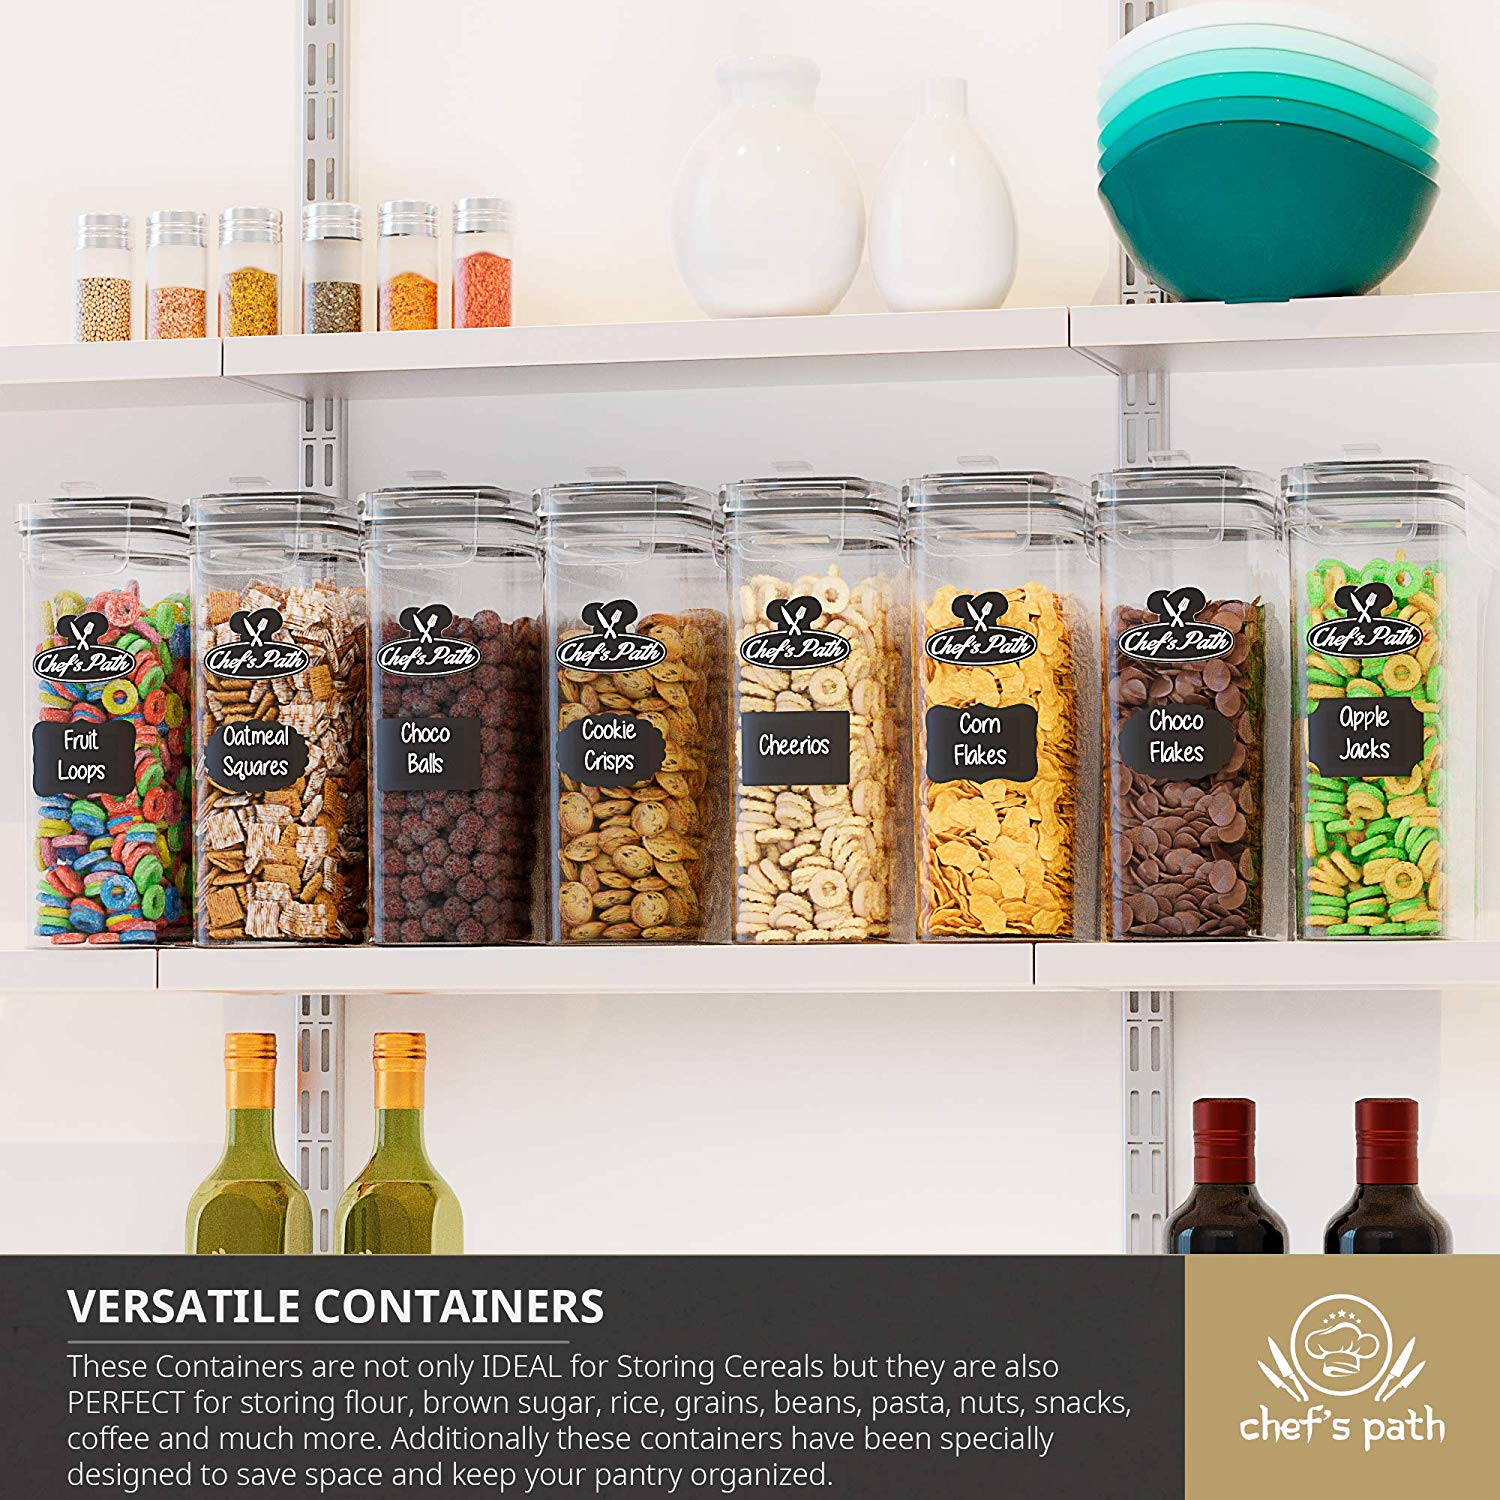 Chef's Path
Chef's Path
Chef's Path
Chef's Path
Chef's Path
Chef's Path
Chef's Path
Chef's Path
Fruit
Loops
Oatmeal
Squares
Choco
Balls
Cookie
Crisps
Cheerios
Corn
Flakes
Choco
Flakes
Apple
Jacks
VERSATILE CONTAINERS
These Containers are not only IDEAL for Storing Cereals but they are also
PERFECT for storing flour, brown sugar, rice, grains, beans, pasta, nuts, snacks,
coffee and much more. Additionally these containers have been specially
designed to save space and keep your pantry organized.
chef's path